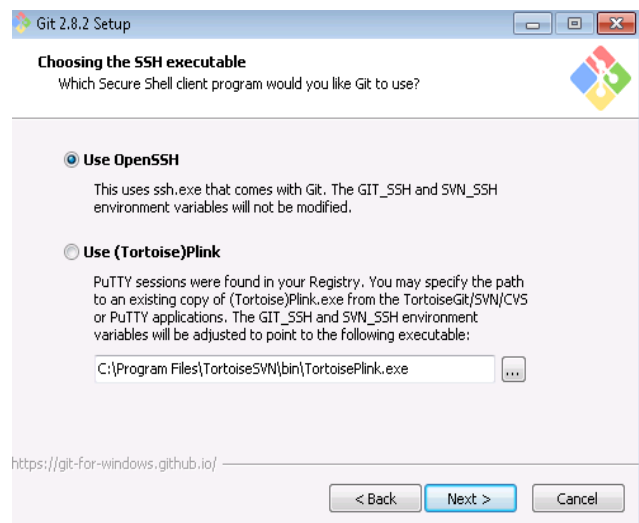 Git 2.8.2 Setup
Choosing the SSH executable
Which Secure Shell client program would you like Git to use?
Use OpenSSH
This uses ssh.exe that comes with Git. The GIT_SSH and SVN_SSH
environment variables will not be modified.
Use (Tortoise)Plink
PuTTY sessions were found in your Registry. You may specify the path
to an existing copy of (Tortoise)Plink.exe from the TortoiseGit/SVN/CVS
or PuTTY applications. The GIT_SSH and SVN_SSH environment
variables will be adjusted to point to the following executable:
C:\Program Files\TortoiseSVN\bin\TortoisePlink.exe
...
https://git-for-windows.github.io/
< Back Next > Cancel